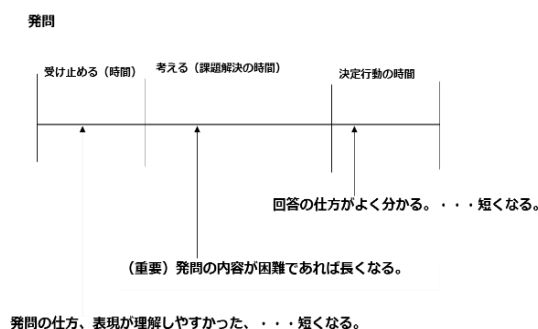 発問
受け止める（時間）
考える（課題解決の時間）
決定行動の時間
回答の仕方がよく分かる。・・・短くなる。
（重要）発問の内容が困難であれば長くなる。
発問の仕方、表現が理解しやすかった、・・・短くなる。